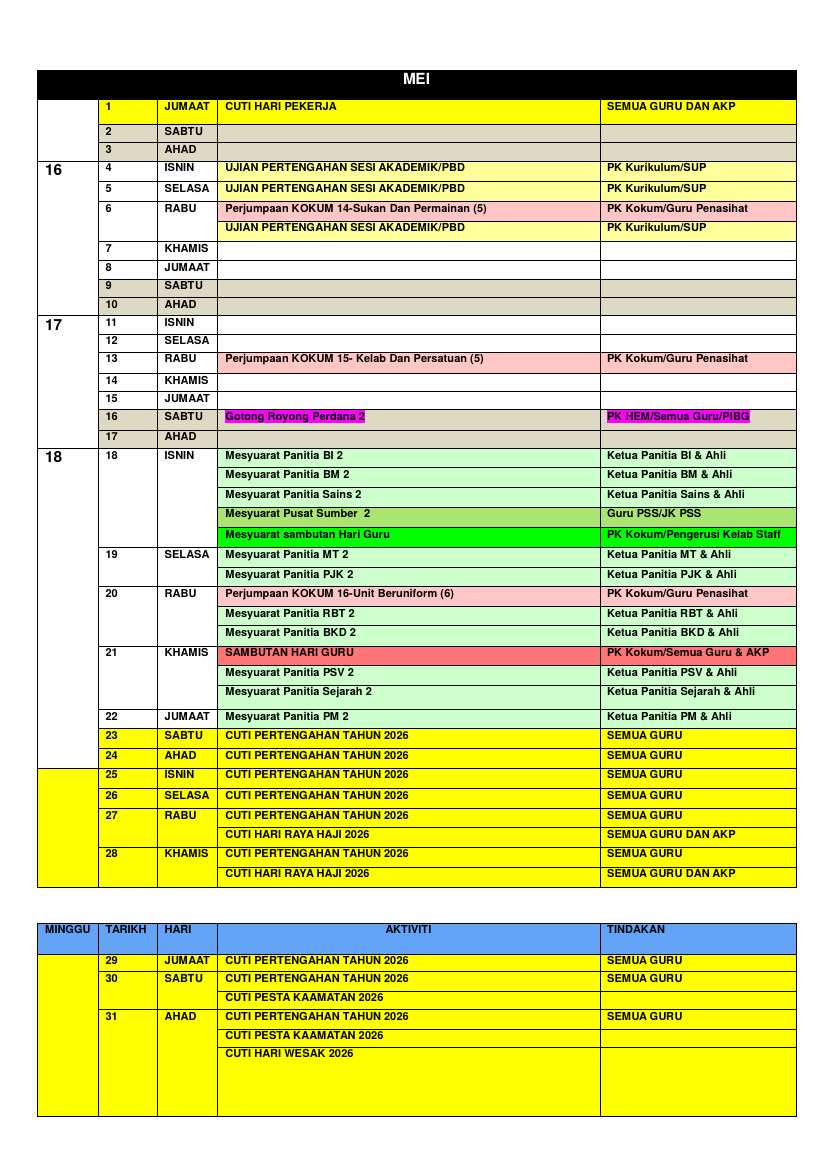 MEI
1 JUMAAT CUTI HARI PEKERJA SEMUA GURU DAN AKP
2 SABTU
3 AHAD
16 4 ISNIN UJIAN PERTENGAHAN SESI AKADEMIK/PBD PK Kurikulum/SUP
5 SELASA UJIAN PERTENGAHAN SESI AKADEMIK/PBD PK Kurikulum/SUP
6 RABU Perjumpaan KOKUM 14-Sukan Dan Permainan (5) PK Kokum/Guru Penasihat
UJIAN PERTENGAHAN SESI AKADEMIK/PBD PK Kurikulum/SUP
7 KHAMIS
8 JUMAAT
9 SABTU
10 AHAD
17 11 ISNIN
12 SELASA
13 RABU Perjumpaan KOKUM 15- Kelab Dan Persatuan (5) PK Kokum/Guru Penasihat
14 KHAMIS
15 JUMAAT
16 SABTU Gotong Royong Perdana 2 PK HEM/Semua Guru/PIBG
17 AHAD
18 18 ISNIN Mesyuarat Panitia BI 2 Ketua Panitia BI & Ahli
Mesyuarat Panitia BM 2 Ketua Panitia BM & Ahli
Mesyuarat Panitia Sains 2 Ketua Panitia Sains & Ahli
Mesyuarat Pusat Sumber 2 Guru PSS/JK PSS
Mesyuarat sambutan Hari Guru PK Kokum/Pengerusi Kelab Staff
19 SELASA Mesyuarat Panitia MT 2 Ketua Panitia MT & Ahli
Mesyuarat Panitia PJK 2 Ketua Panitia PJK & Ahli
20 RABU Perjumpaan KOKUM 16-Unit Beruniform (6) PK Kokum/Guru Penasihat
Mesyuarat Panitia RBT 2 Ketua Panitia RBT & Ahli
Mesyuarat Panitia BKD 2 Ketua Panitia BKD & Ahli
21 KHAMIS SAMBUTAN HARI GURU PK Kokum/Semua Guru & AKP
Mesyuarat Panitia PSV 2 Ketua Panitia PSV & Ahli
Mesyuarat Panitia Sejarah 2 Ketua Panitia Sejarah & Ahli
22 JUMAAT Mesyuarat Panitia PM 2 Ketua Panitia PM & Ahli
23 SABTU CUTI PERTENGAHAN TAHUN 2026 SEMUA GURU
24 AHAD CUTI PERTENGAHAN TAHUN 2026 SEMUA GURU
25 ISNIN CUTI PERTENGAHAN TAHUN 2026 SEMUA GURU
26 SELASA CUTI PERTENGAHAN TAHUN 2026 SEMUA GURU
27 RABU CUTI PERTENGAHAN TAHUN 2026 SEMUA GURU
CUTI HARI RAYA HAJI 2026 SEMUA GURU DAN AKP
28 KHAMIS CUTI PERTENGAHAN TAHUN 2026 SEMUA GURU
CUTI HARI RAYA HAJI 2026 SEMUA GURU DAN AKP
MINGGU TARIKH HARI AKTIVITI TINDAKAN
29 JUMAAT CUTI PERTENGAHAN TAHUN 2026 SEMUA GURU
30 SABTU CUTI PERTENGAHAN TAHUN 2026 SEMUA GURU
CUTI PESTA KAAMATAN 2026
31 AHAD CUTI PERTENGAHAN TAHUN 2026 SEMUA GURU
CUTI PESTA KAAMATAN 2026
CUTI HARI WESAK 2026